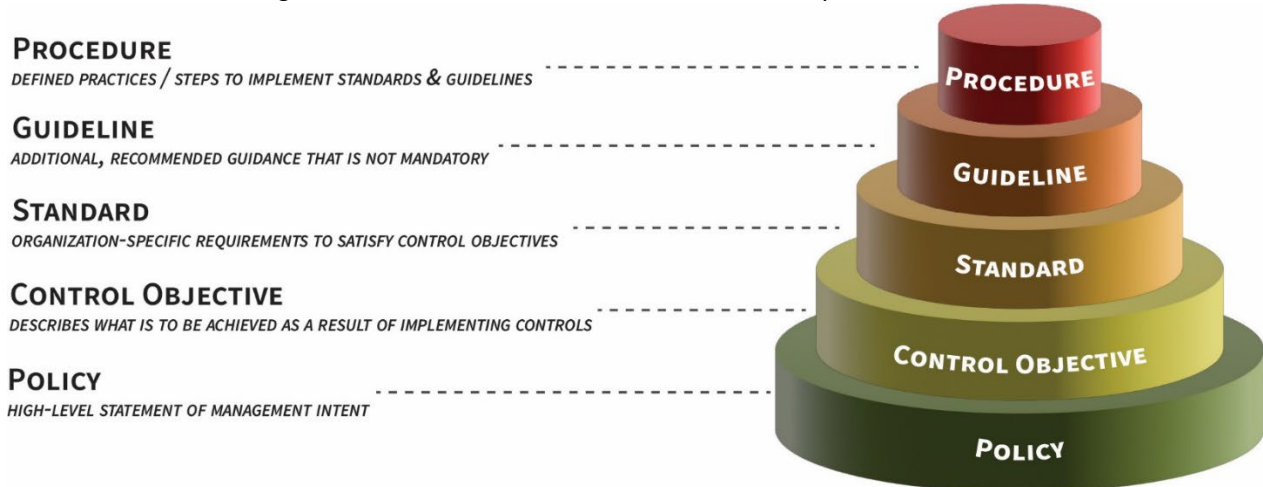 PROCEDURE
DEFINED PRACTICES / STEPS TO IMPLEMENT STANDARDS & GUIDELINES
GUIDELINE
ADDITIONAL, RECOMMENDED GUIDANCE THAT IS NOT MANDATORY
STANDARD
ORGANIZATION-SPECIFIC REQUIREMENTS TO SATISFY CONTROL OBJECTIVES
CONTROL OBJECTIVE
DESCRIBES WHAT IS TO BE ACHIEVED AS A RESULT OF IMPLEMENTING CONTROLS
POLICY
HIGH-LEVEL STATEMENT OF MANAGEMENT INTENT
PROCEDURE
GUIDELINE
STANDARD
CONTROL OBJECTIVE
POLICY